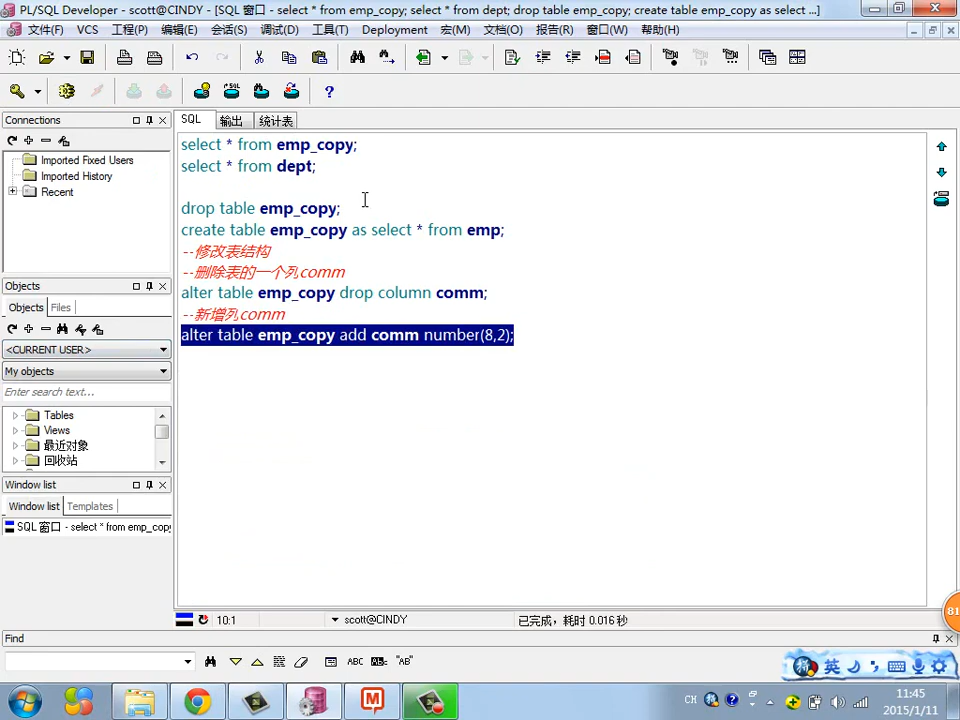 PL/SQL Developer - scott@CINDY - [SQL 窗口 - select * from emp_copy; select * from dept; drop table emp_copy; create table emp_copy as select ...]
文件(F) VCS 工程(P) 编辑(E) 会话(S) 调试(D) 工具(T) Deployment 宏(M) 文档(O) 报告(R) 窗口(W) 帮助(H)
Connections
Imported Fixed Users
Imported History
Recent
Objects
Objects Files
<CURRENT USER>
My objects
Enter search text...
Tables
Views
最近对象
回收站
Window list
Window list Templates
SQL 窗口 - select * from emp_copy
SQL 输出 统计表
select * from emp_copy;
select * from dept;
drop table emp_copy;
create table emp_copy as select * from emp;
--修改表结构
--删除表的一个列comm
alter table emp_copy drop column comm;
--新增列comm
alter table emp_copy add comm number(8,2);
10:1 scott@CINDY 已完成，耗时 0.016 秒
81
Find
ABC "AB"
英
CH
11:45
2015/1/11